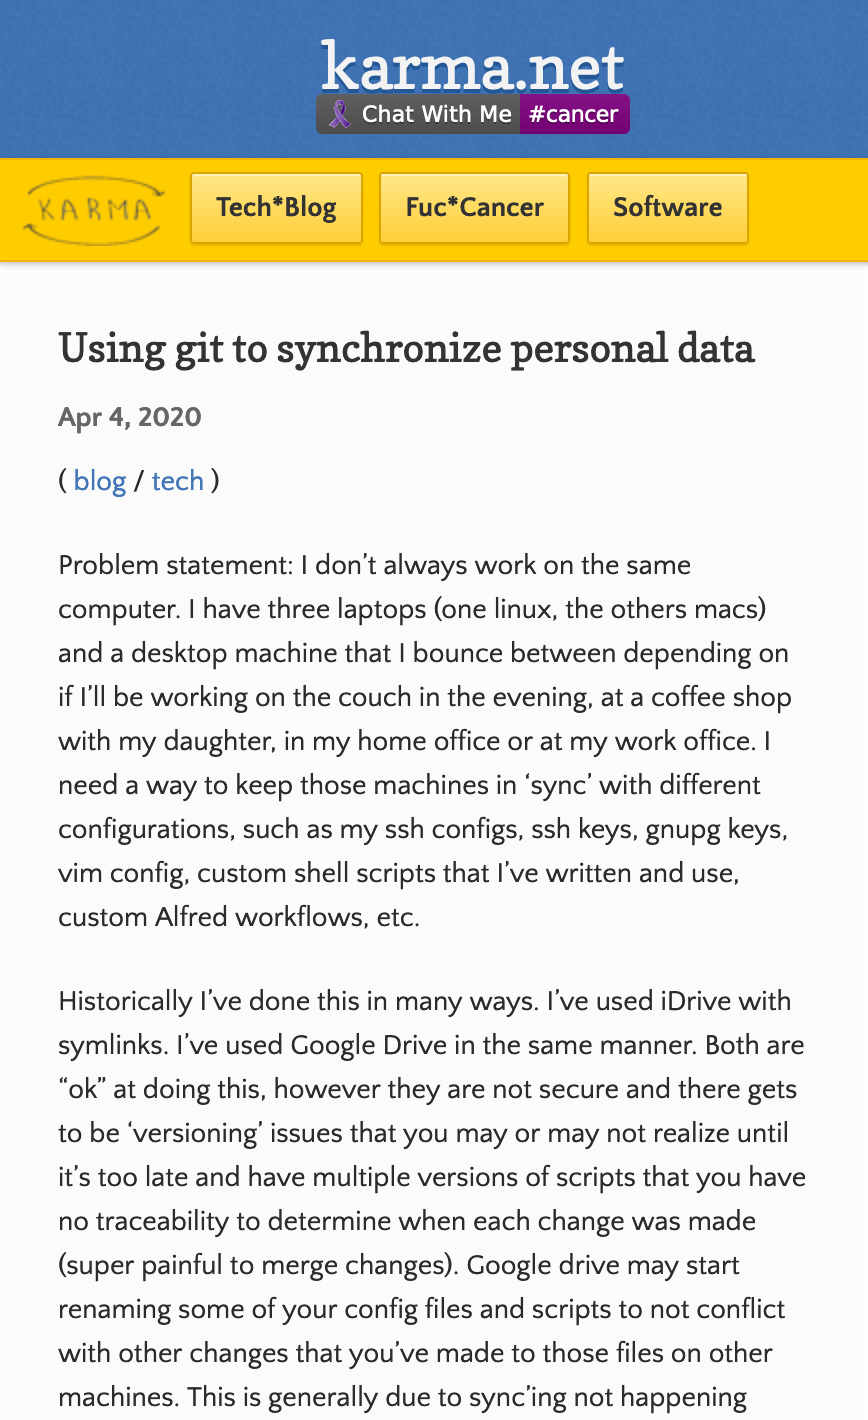 karma.net
Chat With Me #cancer
KARMA
Tech*Blog
Fuc*Cancer
Software
Using git to synchronize personal data
Apr 4, 2020
( blog / tech )
Problem statement: I don’t always work on the same
computer. I have three laptops (one linux, the others macs)
and a desktop machine that I bounce between depending on
if I’ll be working on the couch in the evening, at a coffee shop
with my daughter, in my home office or at my work office. I
need a way to keep those machines in ‘sync’ with different
configurations, such as my ssh configs, ssh keys, gnupg keys,
vim config, custom shell scripts that I’ve written and use,
custom Alfred workflows, etc.
Historically I’ve done this in many ways. I’ve used iDrive with
symlinks. I’ve used Google Drive in the same manner. Both are
“ok” at doing this, however they are not secure and there gets
to be ‘versioning’ issues that you may or may not realize until
it’s too late and have multiple versions of scripts that you have
no traceability to determine when each change was made
(super painful to merge changes). Google drive may start
renaming some of your config files and scripts to not conflict
with other changes that you’ve made to those files on other
machines. This is generally due to sync’ing not happening